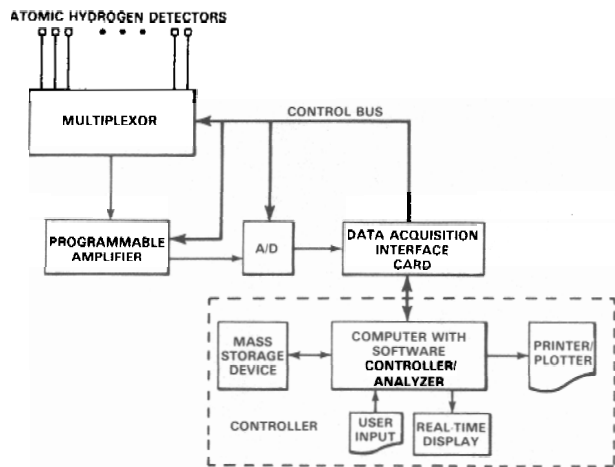 ATOMIC HYDROGEN DETECTORS
MULTIPLEXOR
CONTROL BUS
PROGRAMMABLE
AMPLIFIER
A/D
DATA ACQUISITION
INTERFACE
CARD
MASS
STORAGE
DEVICE
COMPUTER WITH
SOFTWARE
CONTROLLER/
ANALYZER
PRINTER/
PLOTTER
CONTROLLER
USER
INPUT
REAL-TIME
DISPLAY